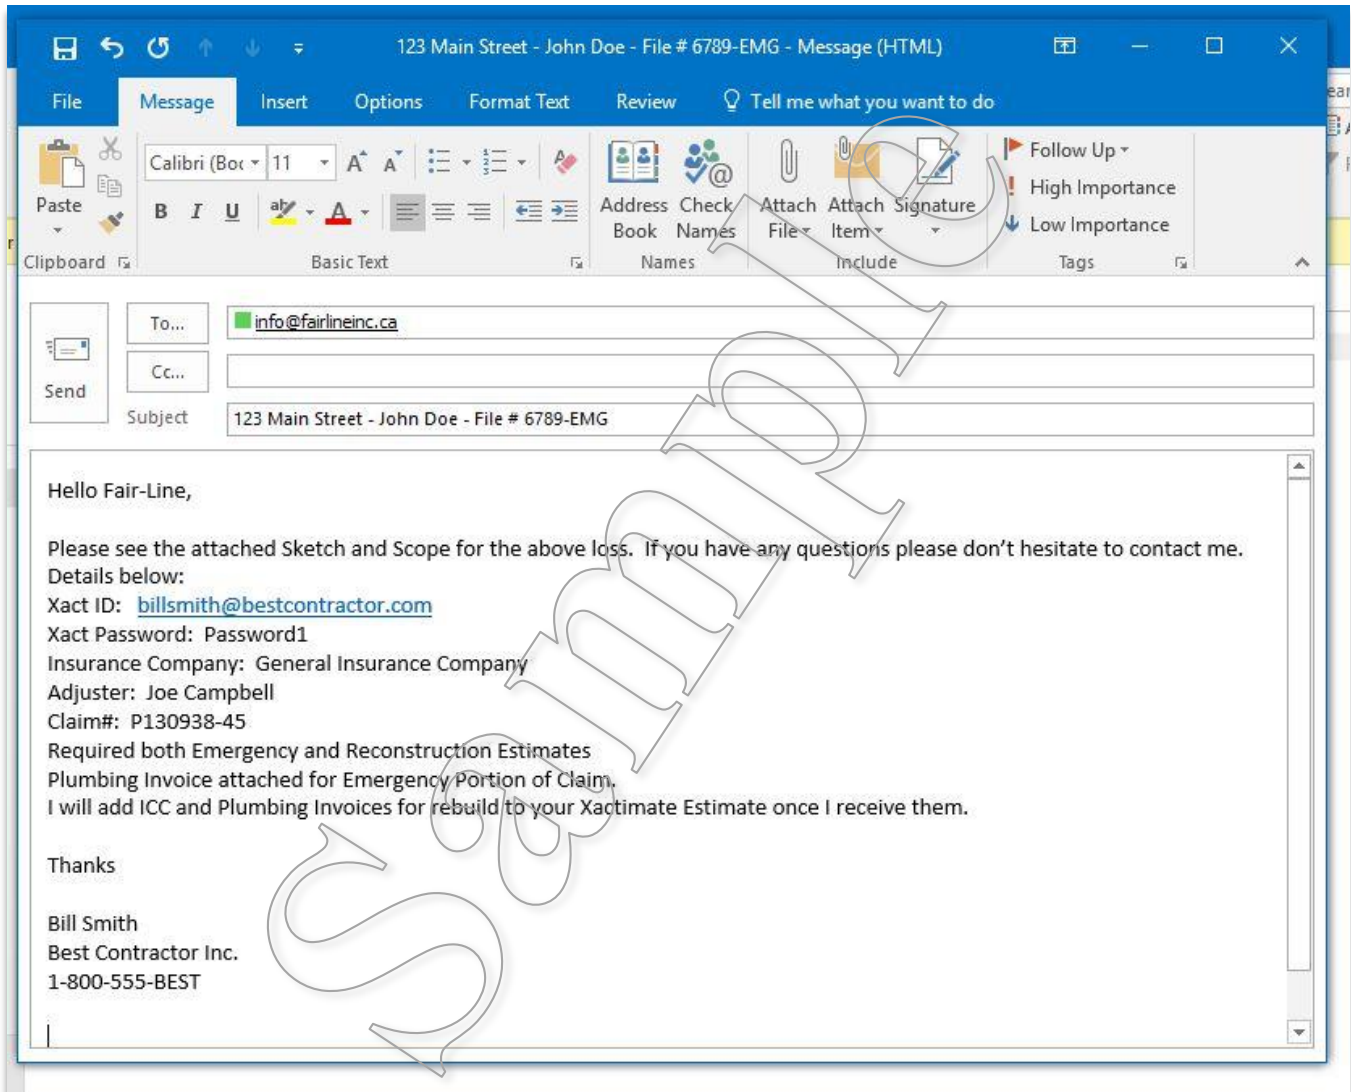 123 Main Street - John Doe - File # 6789-EMG - Message (HTML)
File Message Insert Options Format Text Review Tell me what you want to do
Paste
Clipboard
Calibri (Boc 11 A A
B I U aby A
Basic Text
Address Book
Check Names
Names
Attach File
Attach Item
Signature
Include
Follow Up
High Importance
Low Importance
Tags
Send
To... info@fairlineinc.ca
Cc...
Subject 123 Main Street - John Doe - File # 6789-EMG
Hello Fair-Line,
Please see the attached Sketch and Scope for the above loss. If you have any questions please don't hesitate to contact me.
Details below:
Xact ID: billsmith@bestcontractor.com
Xact Password: Password1
Insurance Company: General Insurance Company
Adjuster: Joe Campbell
Claim#: P130938-45
Required both Emergency and Reconstruction Estimates
Plumbing Invoice attached for Emergency Portion of Claim.
I will add ICC and Plumbing Invoices for rebuild to your Xactimate Estimate once I receive them.
Thanks
Bill Smith
Best Contractor Inc.
1-800-555-BEST
Sample